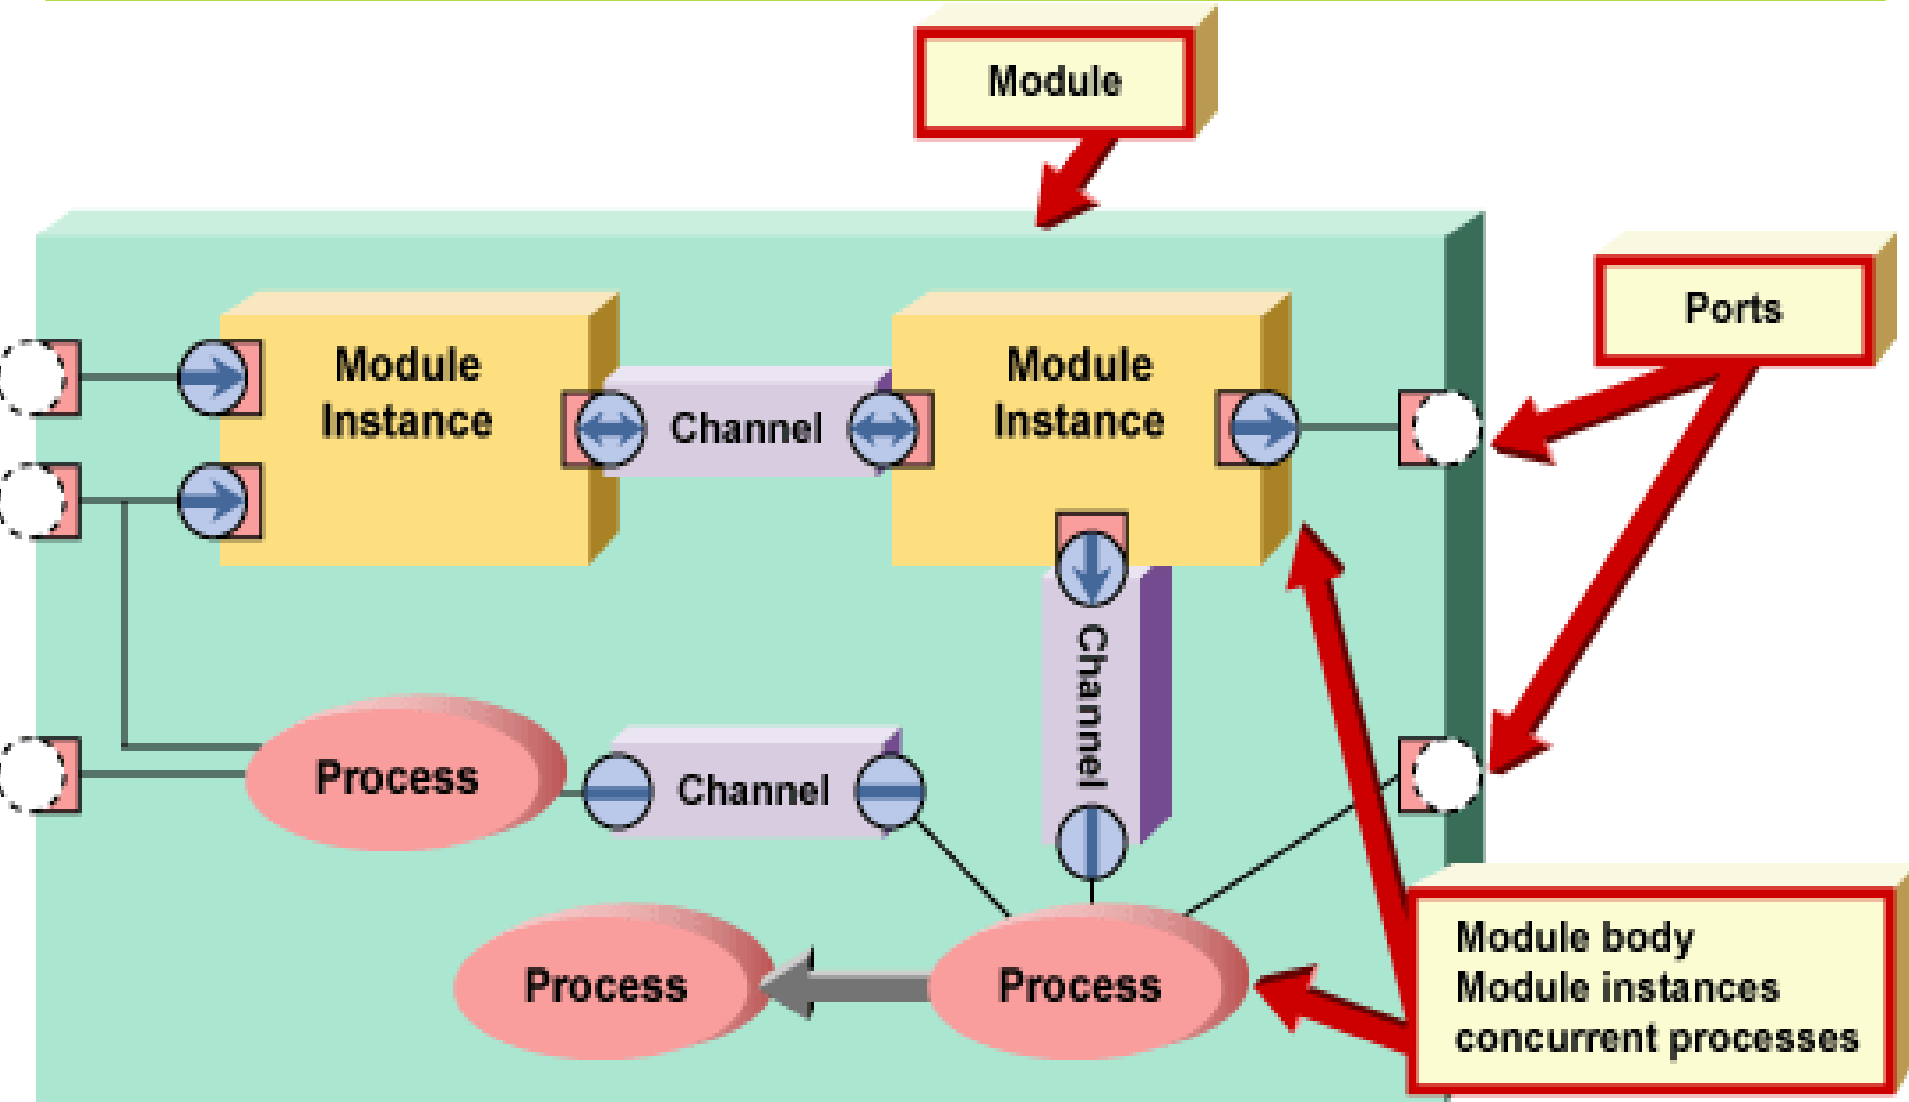 Module
Ports
Module
Instance
Channel
Module
Instance
Channel
Process
Channel
Process
Process
Module body
Module instances
concurrent processes